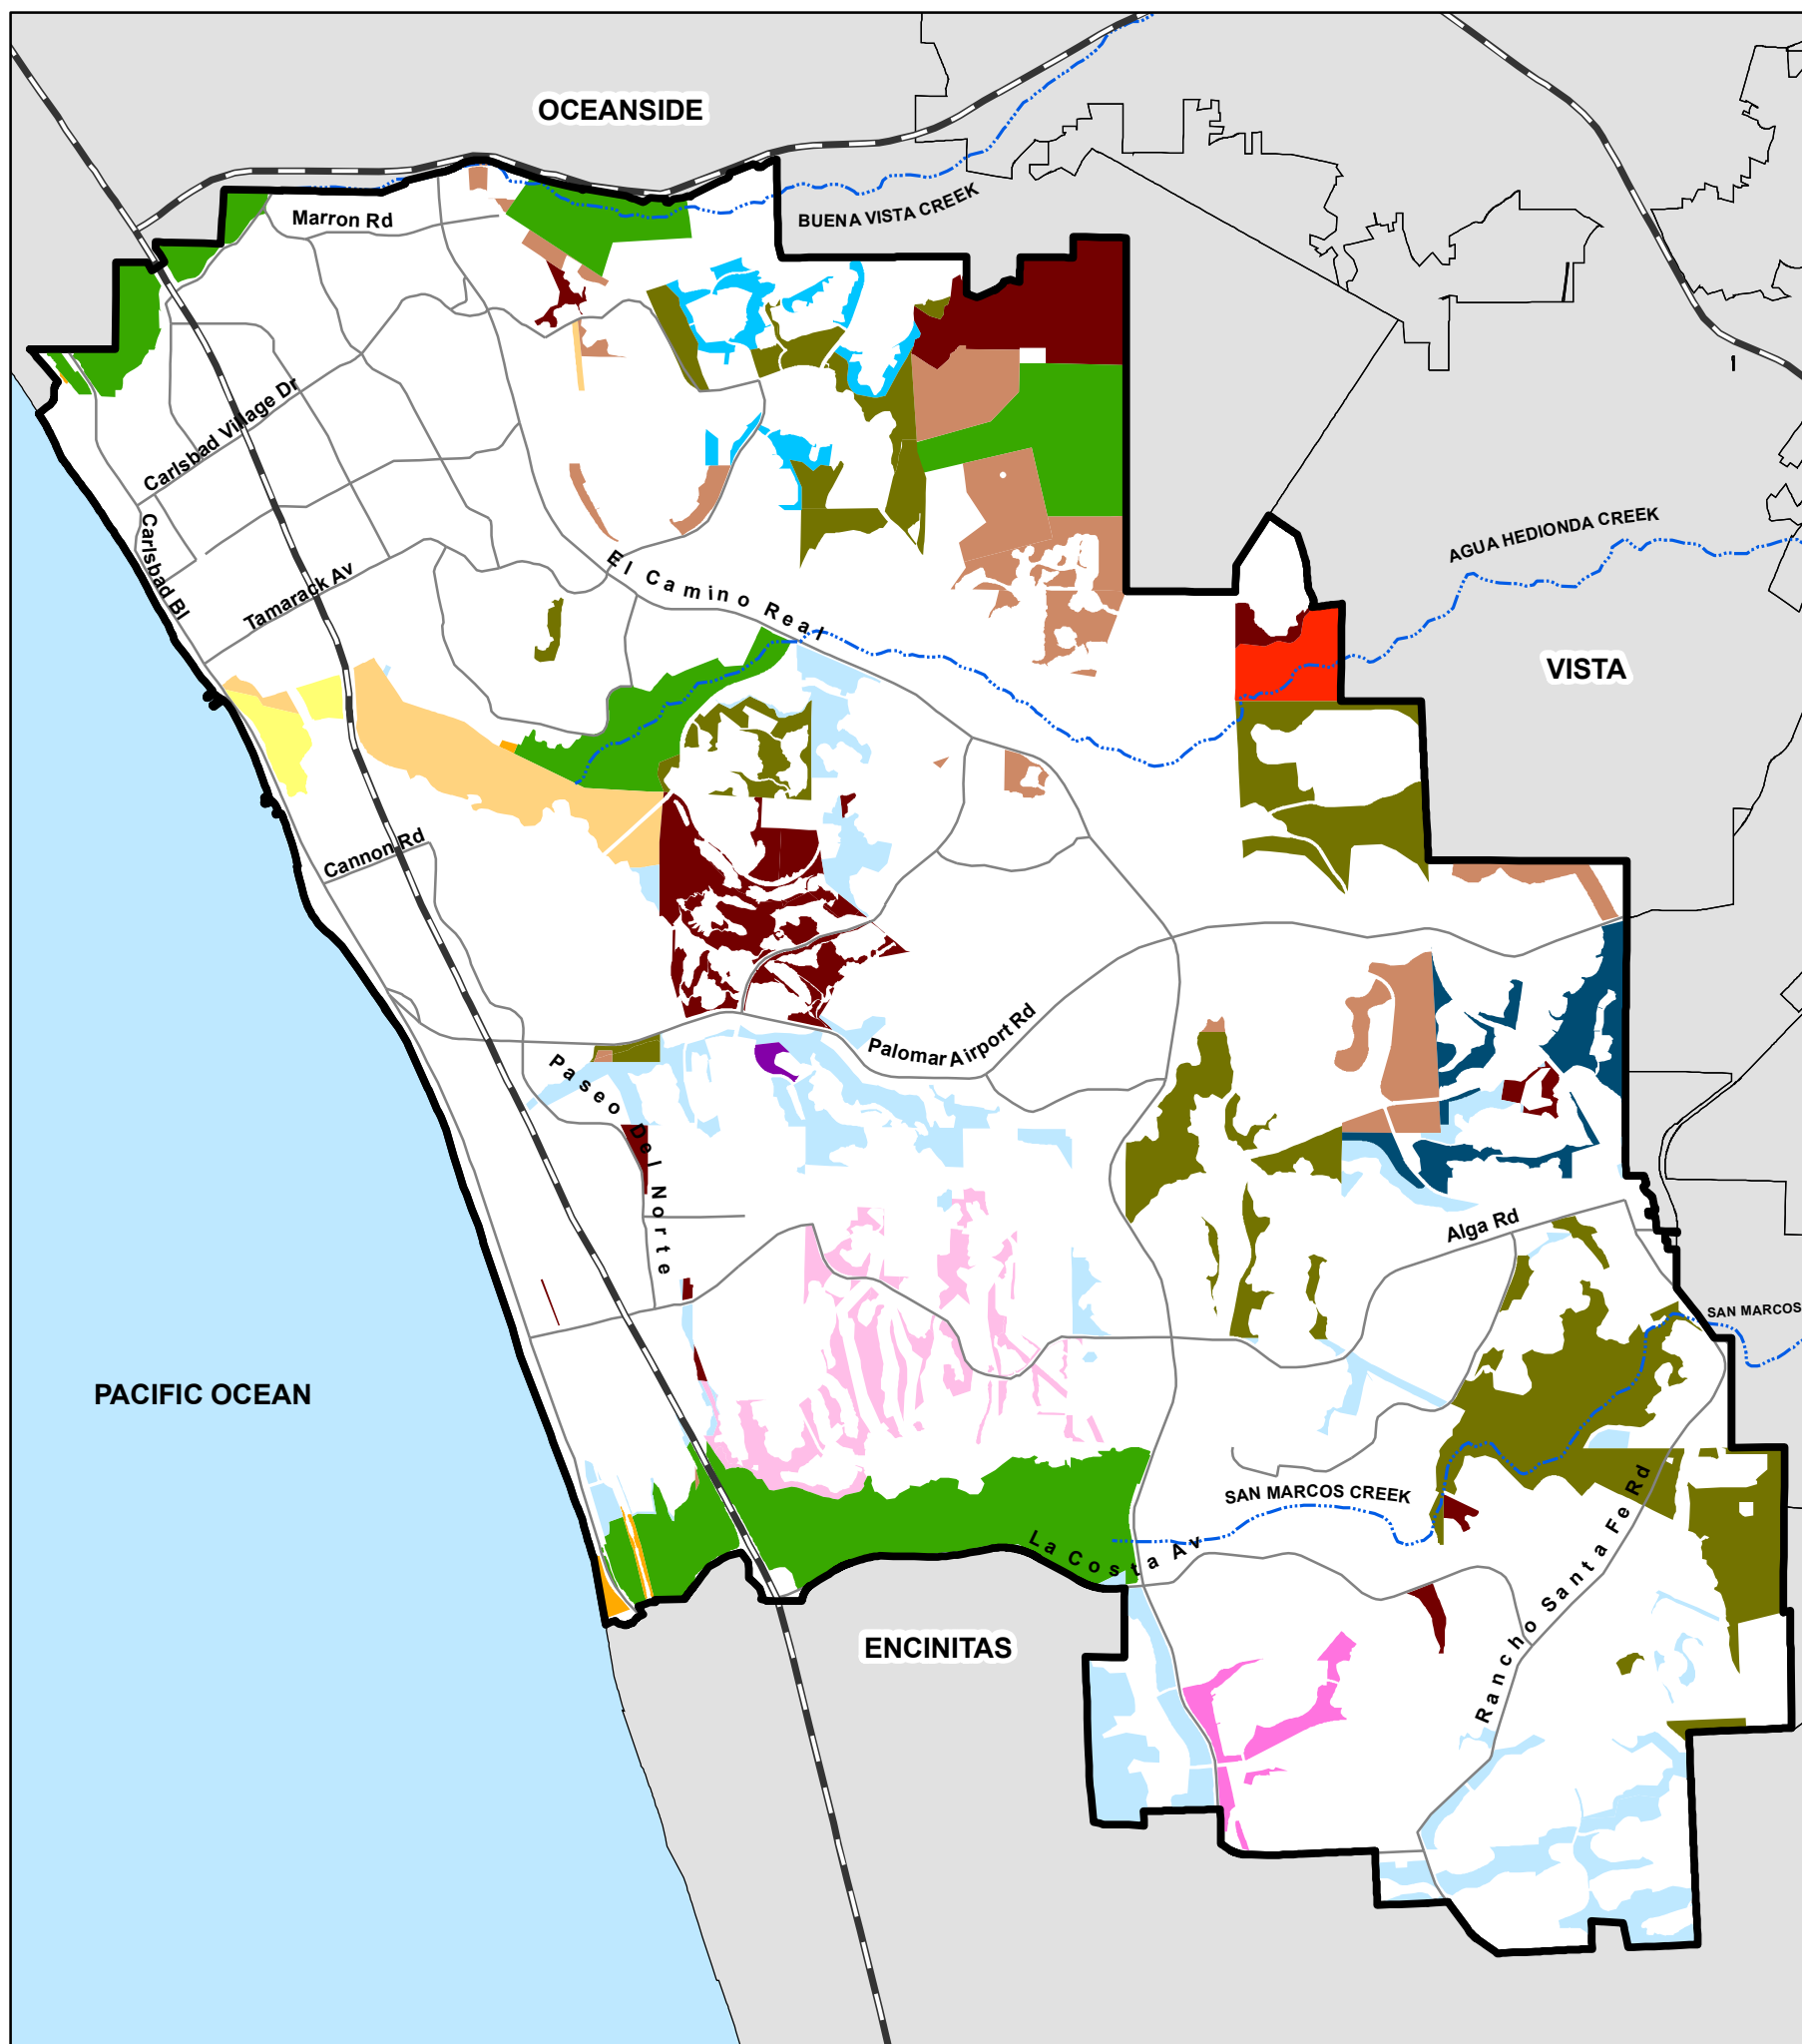 OCEANSIDE
BUENA VISTA CREEK
Marron Rd
Carlsbad Village Dr
Carlsbad Bl
Tamarack Av
El Camino Real
AGUA HEDIONDA CREEK
VISTA
Cannon Rd
Palomar Airport Rd
Paseo Del Norte
Alga Rd
SAN MARCOS
PACIFIC OCEAN
SAN MARCOS CREEK
La Costa Av
Rancho Santa Fe Rd
ENCINITAS